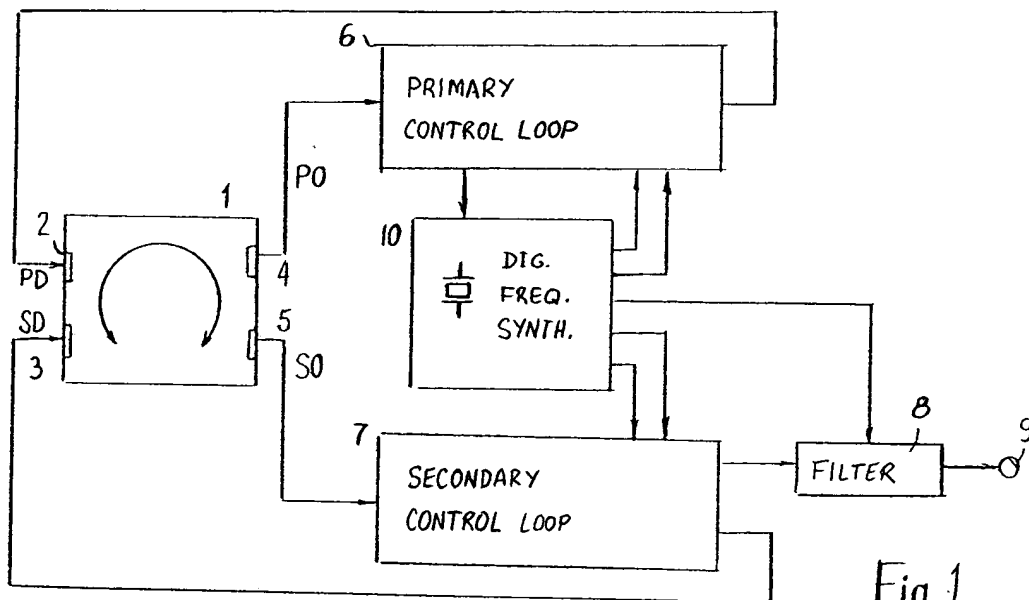 6
PRIMARY
CONTROL LOOP
PO
1
2
10
DIG.
FREQ.
SYNTH.
PD
4
SD
5
3
SO
7
8
9
SECONDARY
CONTROL LOOP
FILTER
Fig. 1